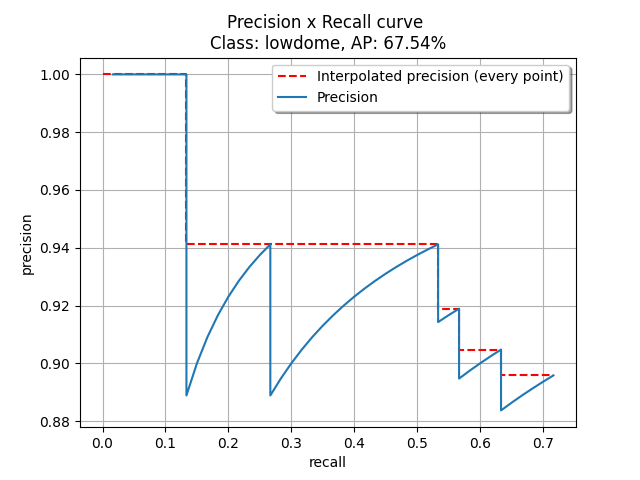 Precision x Recall curve
Class: lowdome, AP: 67.54%
Interpolated precision (every point)
Precision
1.00
0.98
0.96
0.94
0.92
0.90
0.88
precision
0.0 0.1 0.2 0.3 0.4 0.5 0.6 0.7
recall